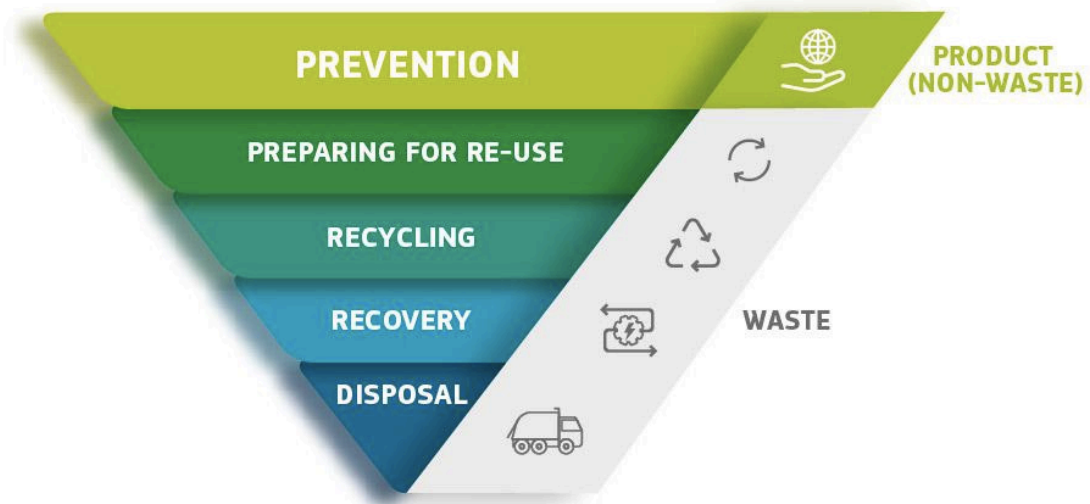 PREVENTION
PRODUCT
(NON-WASTE)
PREPARING FOR RE-USE
RECYCLING
RECOVERY
WASTE
DISPOSAL